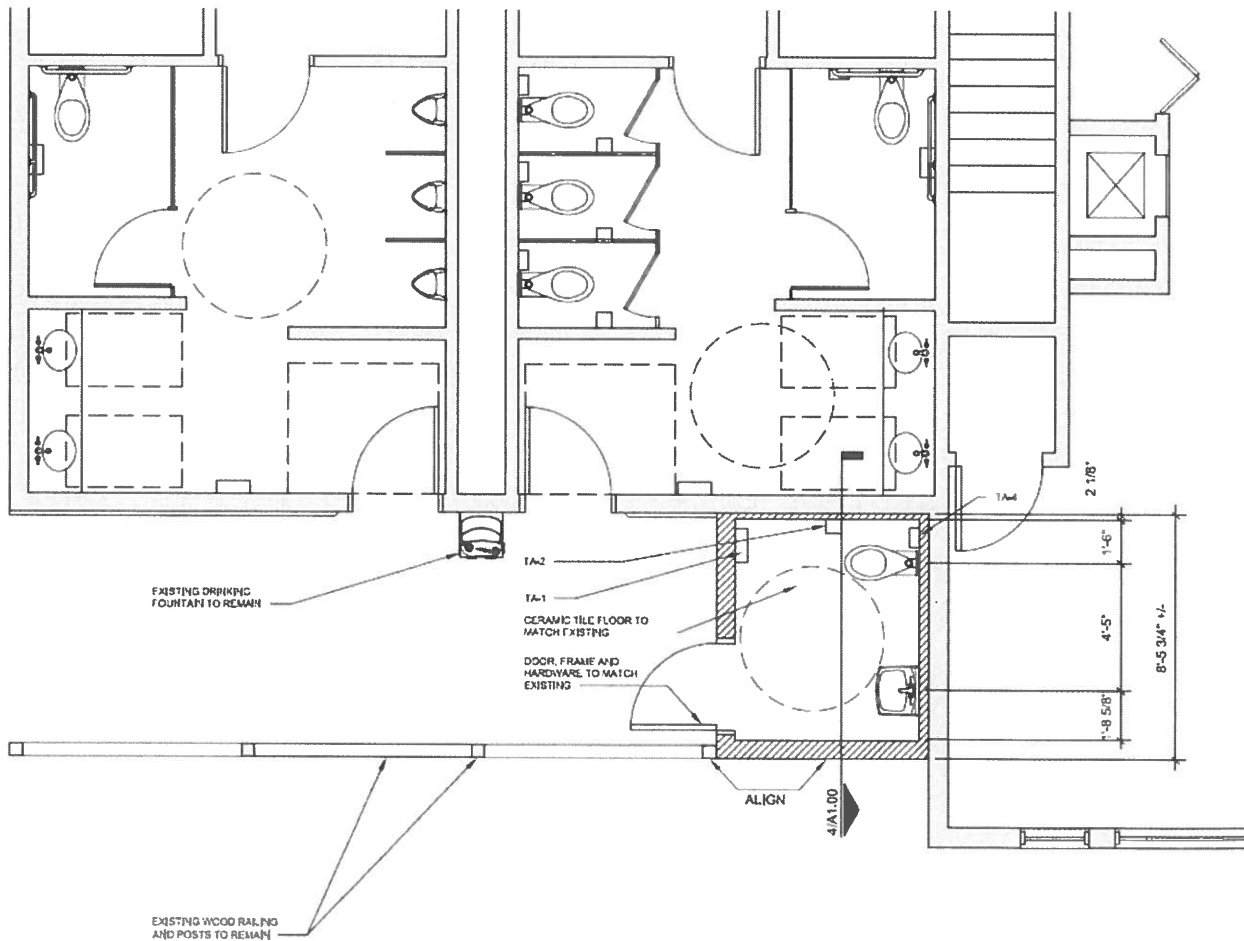 TA-4
2 1/8"
1'-6"
4'-5"
8'-5 3/4" +/-
1'-8 5/8"
EXISTING DRINKING
FOUNTAIN TO REMAIN
TA-2
TA-1
CERAMIC TILE FLOOR TO
MATCH EXISTING
DOOR, FRAME AND
HARDWARE TO MATCH
EXISTING
ALIGN
4/A1.00
EXISTING WOOD RAILING
AND POSTS TO REMAIN